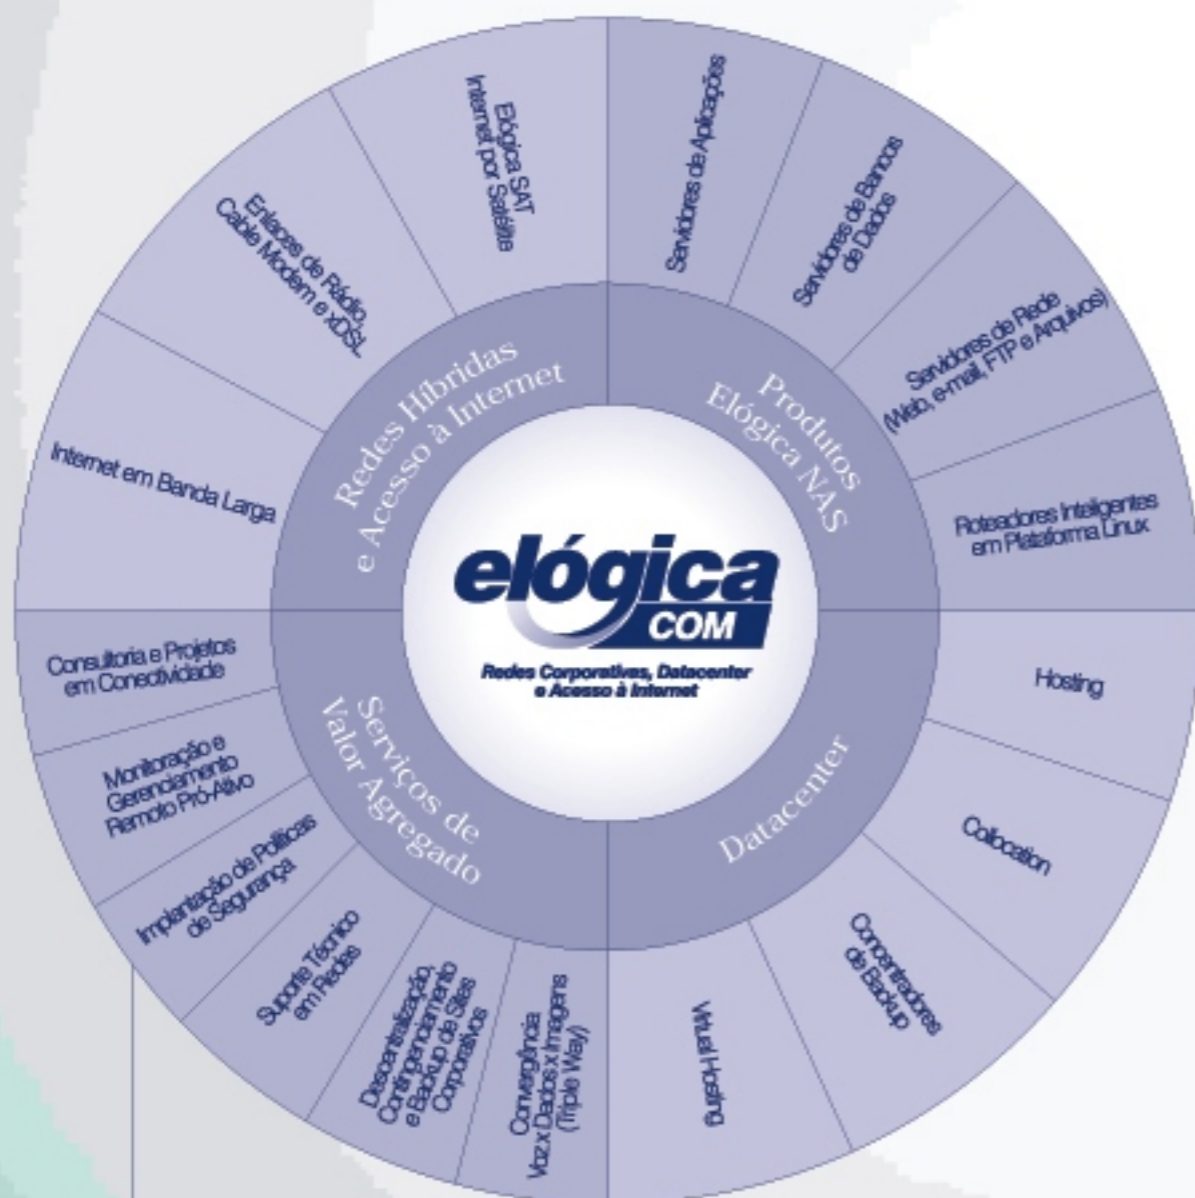 elógica
COM
Redes Corporativas, Datacenter
e Acesso à Internet
Produtos
Elógica NAS
Servidores de Aplicações
Servidores de Bancos
de Dados
Servidores de Rede
(Web, e-mail, FTP e Arquivos)
Roteadores Inteligentes
em Plataforma Linux
Datacenter
Hosting
Collocation
Concentradores
de Backup
Virtual Hosting
Serviços de
Valor Agregado
Convergência
Voz x Dados x Imagens
(Triple Way)
Descentralização,
Contingenciamento
e Backup de Sites
Corporativos
Suporte Técnico
em Redes
Implantação de Políticas
de Segurança
Monitoração e
Gerenciamento
Remoto Pró-Ativo
Consultoria e Projetos
em Conectividade
Redes Híbridas
e Acesso à Internet
Internet em Banda Larga
Enlaces de Rádio,
Cable Modem e xDSL
Elógica SAT
Internet por Satélite